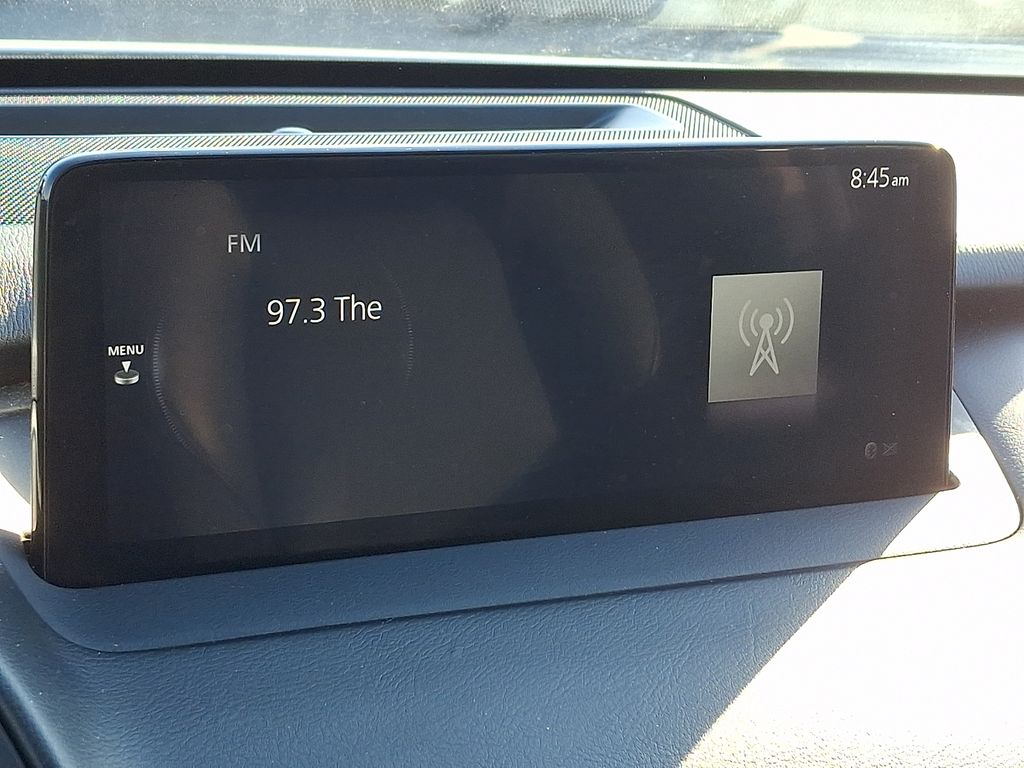 8:45am
FM
97.3 The
MENU